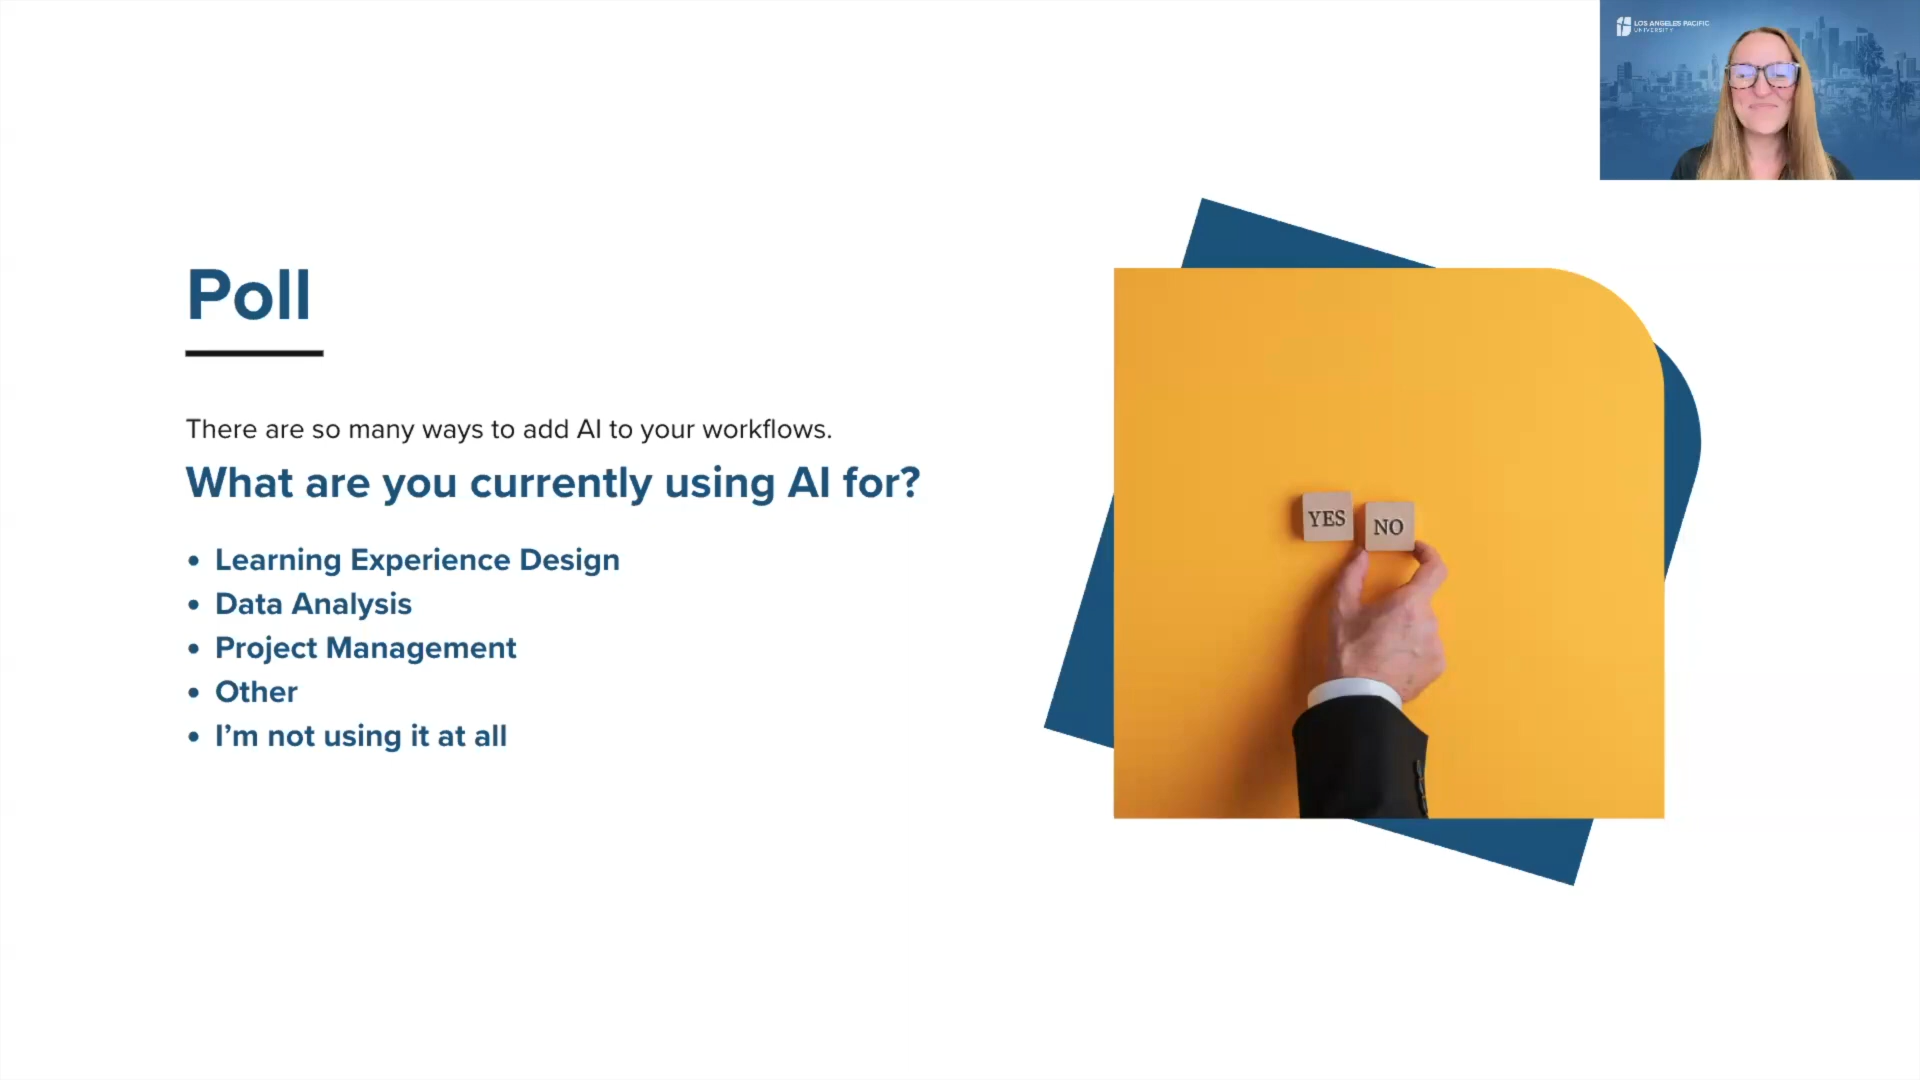 LOS ANGELES PACIFIC
UNIVERSITY
Poll
There are so many ways to add AI to your workflows.
What are you currently using AI for?
• Learning Experience Design
• Data Analysis
• Project Management
• Other
• I’m not using it at all
YES
NO